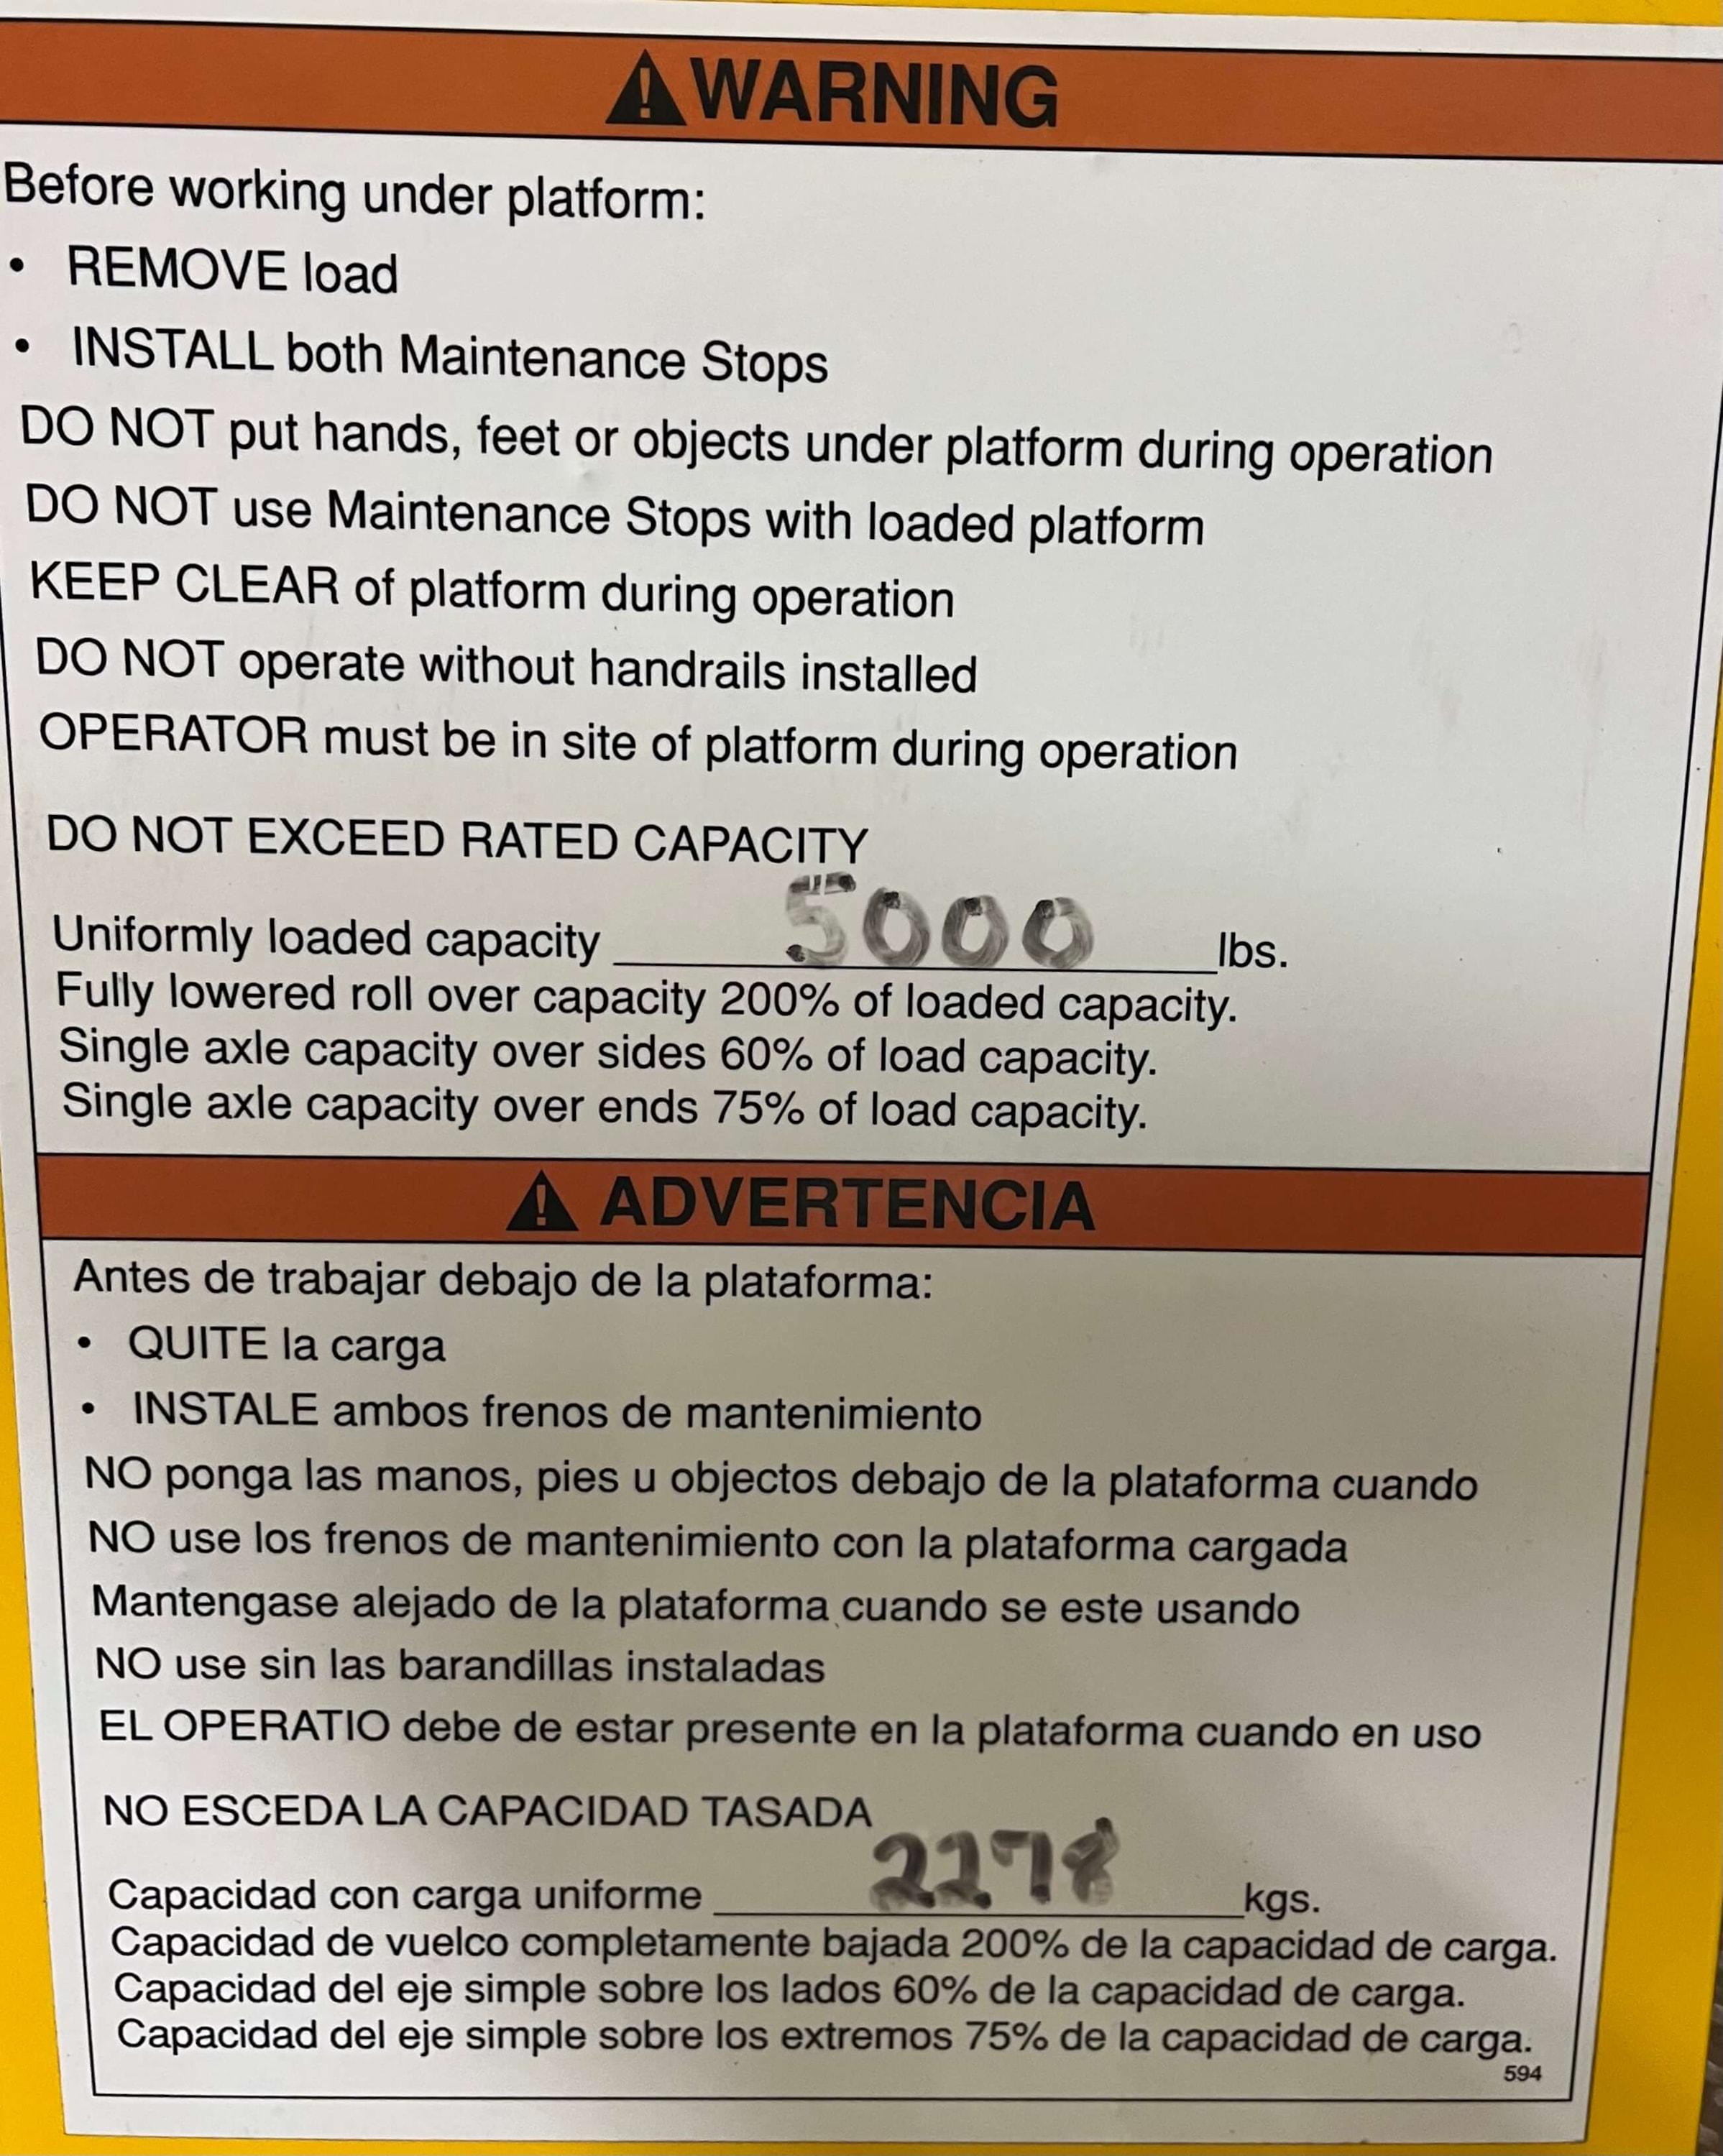 WARNING
Before working under platform:
• REMOVE load
• INSTALL both Maintenance Stops
DO NOT put hands, feet or objects under platform during operation
DO NOT use Maintenance Stops with loaded platform
KEEP CLEAR of platform during operation
DO NOT operate without handrails installed
OPERATOR must be in site of platform during operation
DO NOT EXCEED RATED CAPACITY
Uniformly loaded capacity 5000 lbs.
Fully lowered roll over capacity 200% of loaded capacity.
Single axle capacity over sides 60% of load capacity.
Single axle capacity over ends 75% of load capacity.
ADVERTENCIA
Antes de trabajar debajo de la plataforma:
• QUITE la carga
• INSTALE ambos frenos de mantenimiento
NO ponga las manos, pies u objectos debajo de la plataforma cuando
NO use los frenos de mantenimiento con la plataforma cargada
Mantengase alejado de la plataforma cuando se este usando
NO use sin las barandillas instaladas
EL OPERATIO debe de estar presente en la plataforma cuando en uso
NO ESCEDA LA CAPACIDAD TASADA
Capacidad con carga uniforme 2278 kgs.
Capacidad de vuelco completamente bajada 200% de la capacidad de carga.
Capacidad del eje simple sobre los lados 60% de la capacidad de carga.
Capacidad del eje simple sobre los extremos 75% de la capacidad de carga.
594